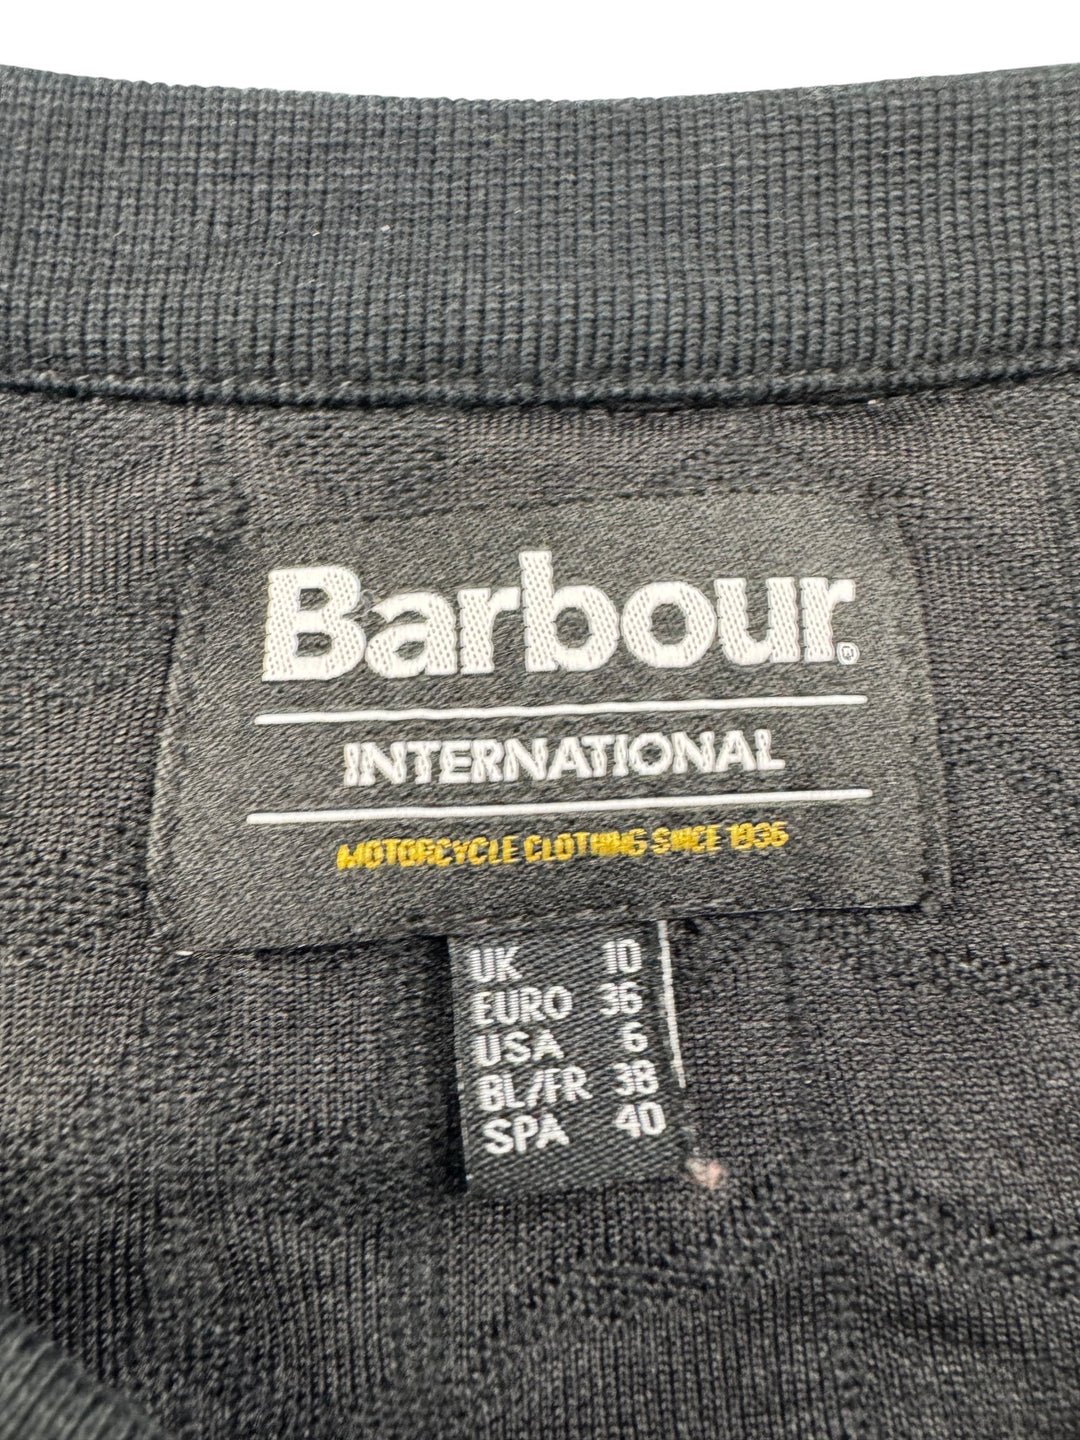 Barbour®
INTERNATIONAL
MOTORCYCLE CLOTHING SINCE 1936
UK 10
EURO 36
USA 6
BL/FR 38
SPA 40